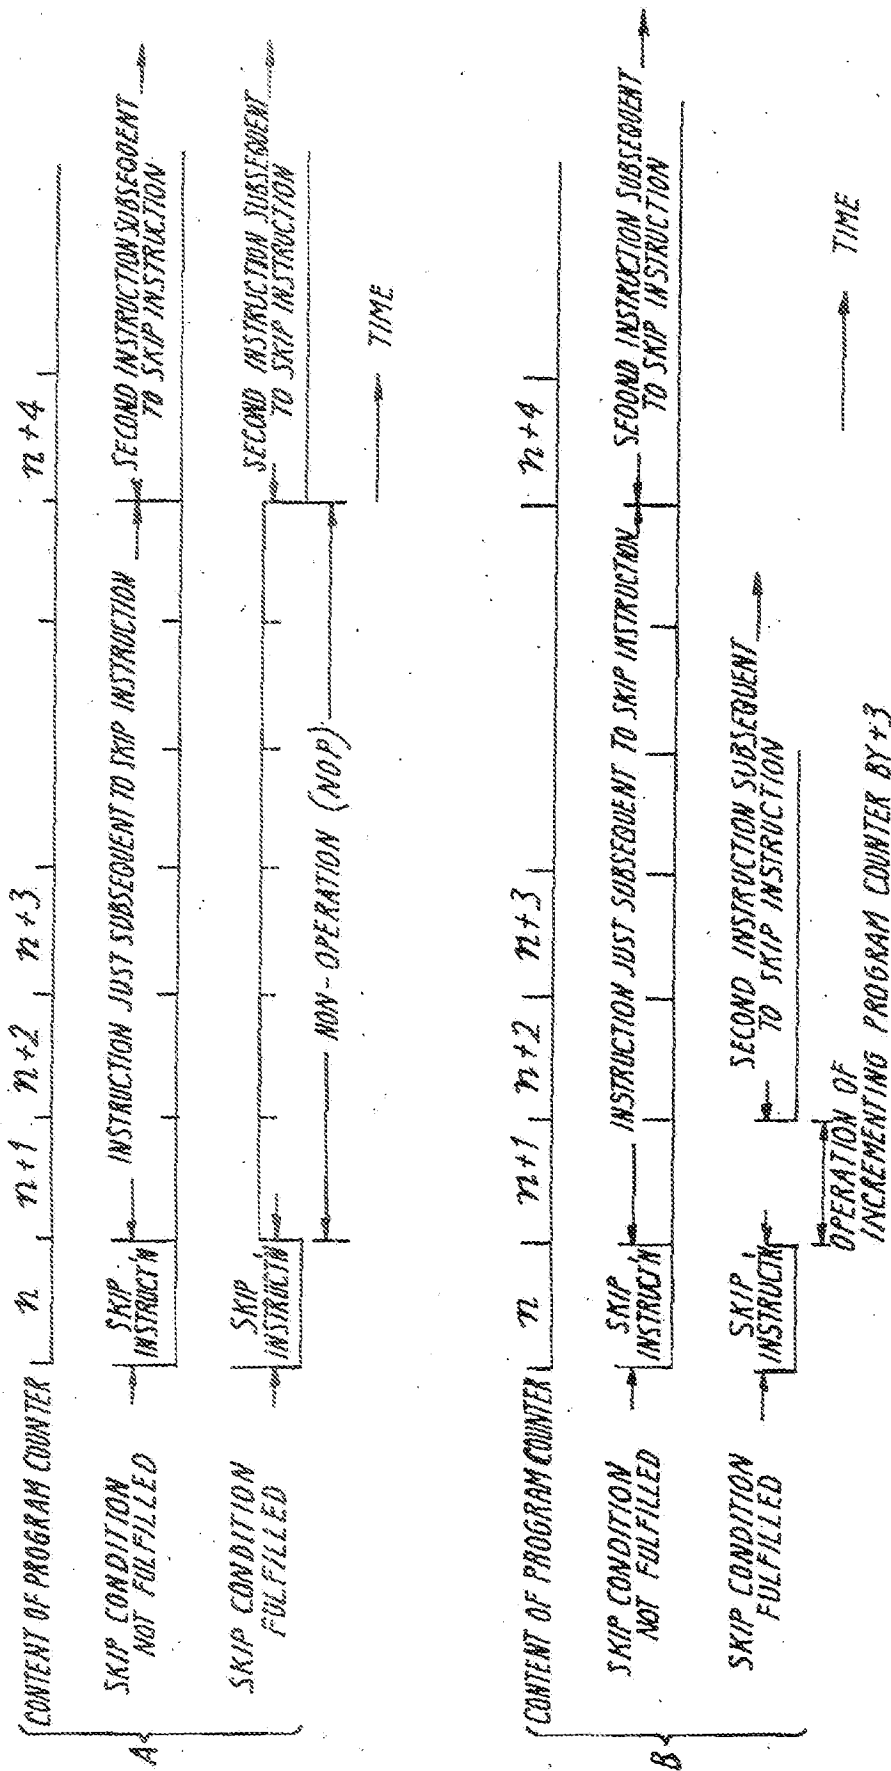 A
CONTENT OF PROGRAM COUNTER
n n+1 n+2 n+3 n+4
SKIP CONDITION
NOT FULFILLED
SKIP
INSTRUCT'N
INSTRUCTION JUST SUBSEQUENT TO SKIP INSTRUCTION
SECOND INSTRUCTION SUBSEQUENT
TO SKIP INSTRUCTION
SKIP CONDITION
FULFILLED
SKIP
INSTRUCT'N
SECOND INSTRUCTION SUBSEQUENT
TO SKIP INSTRUCTION
NON-OPERATION (NOP)
TIME
B
CONTENT OF PROGRAM COUNTER
n n+1 n+2 n+3 n+4
SKIP CONDITION
NOT FULFILLED
SKIP
INSTRUCT'N
INSTRUCTION JUST SUBSEQUENT TO SKIP INSTRUCTION
SEOOND INSTRUCTION SUBSEQUENT
TO SKIP INSTRUCTION
SKIP CONDITION
FULFILLED
SKIP
INSTRUCT'N
SECOND INSTRUCTION SUBSEQUENT
TO SKIP INSTRUCTION
OPERATION OF
INCREMENTING PROGRAM COUNTER BY+3
TIME